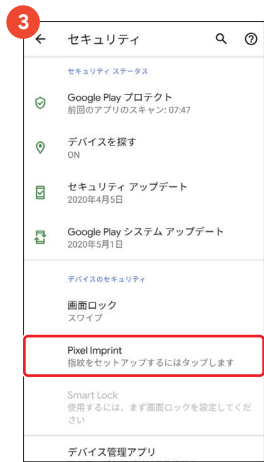 3
セキュリティ
セキュリティ ステータス
Google Play プロテクト
前回のアプリのスキャン: 07:47
デバイスを探す
ON
セキュリティ アップデート
2020年4月5日
Google Play システム アップデート
2020年5月1日
デバイスのセキュリティ
画面ロック
スワイプ
Pixel Imprint
指紋をセットアップするにはタップします
Smart Lock
使用するには、まず画面ロックを設定してくだ
さい
デバイス管理アプリ